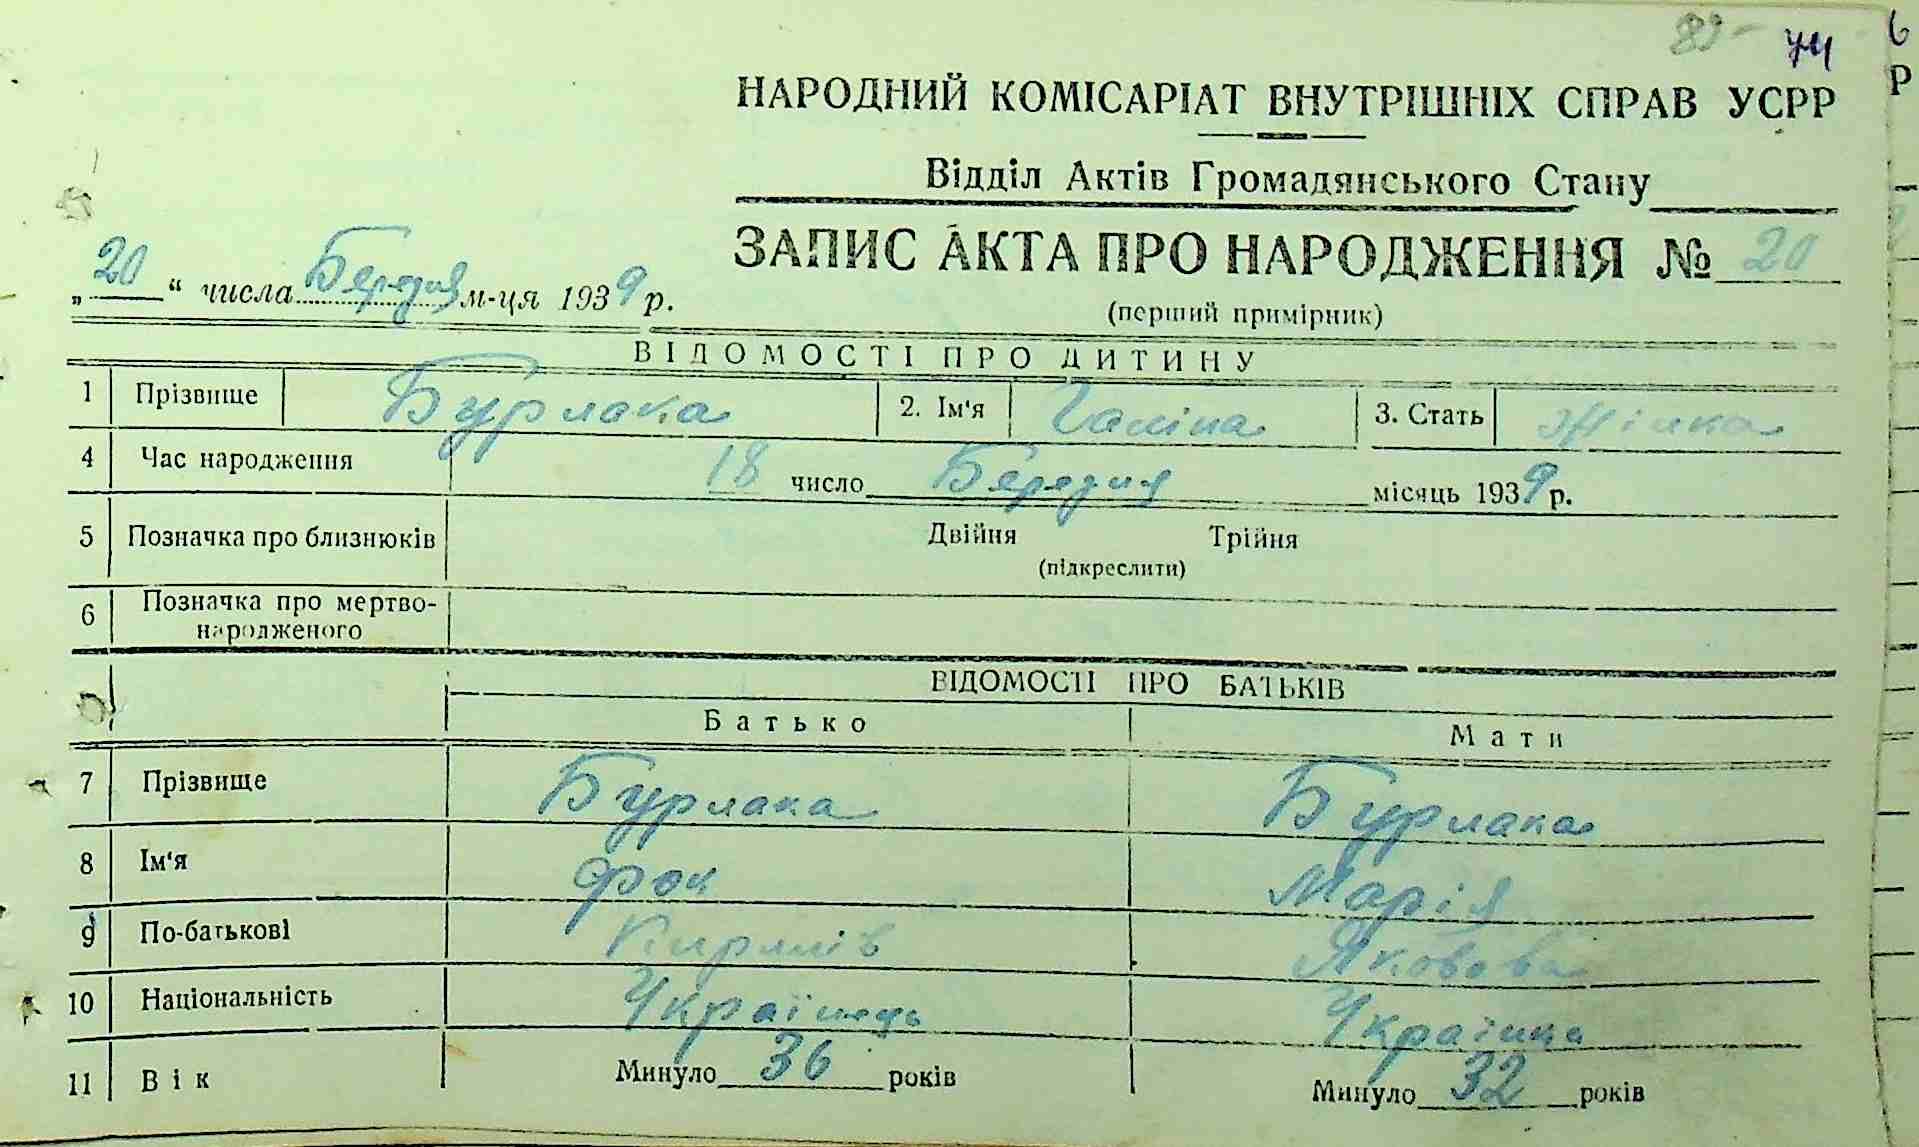 89 - 74
НАРОДНИЙ КОМІСАРІАТ ВНУТРІШНІХ СПРАВ УСРР
Відділ Актів Громадянського Стану
ЗАПИС АКТА ПРО НАРОДЖЕННЯ № 20
„20“ числа Березня м-ця 1939 р.
(перший примірник)
ВІДОМОСТІ ПРО ДИТИНУ
1 Прізвище Бурлака 2. Ім'я Галіна 3. Стать Жінка
4 Час народження 18 число Березня місяць 1939 р.
5 Позначка про близнюків Двійня Трійня
(підкреслити)
6 Позначка про мертво-
народженого
ВІДОМОСТІ ПРО БАТЬКІВ
Батько Мати
7 Прізвище Бурлака Бурлака
8 Ім'я Фок Марія
9 По-батькові Кирилів Яковова
10 Національність Українець Українка
11 Вік Минуло 36 років Минуло 32 років